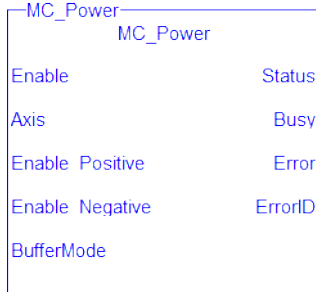 MC_Power
MC_Power
Enable Status
Axis Busy
Enable Positive Error
Enable Negative ErrorID
BufferMode